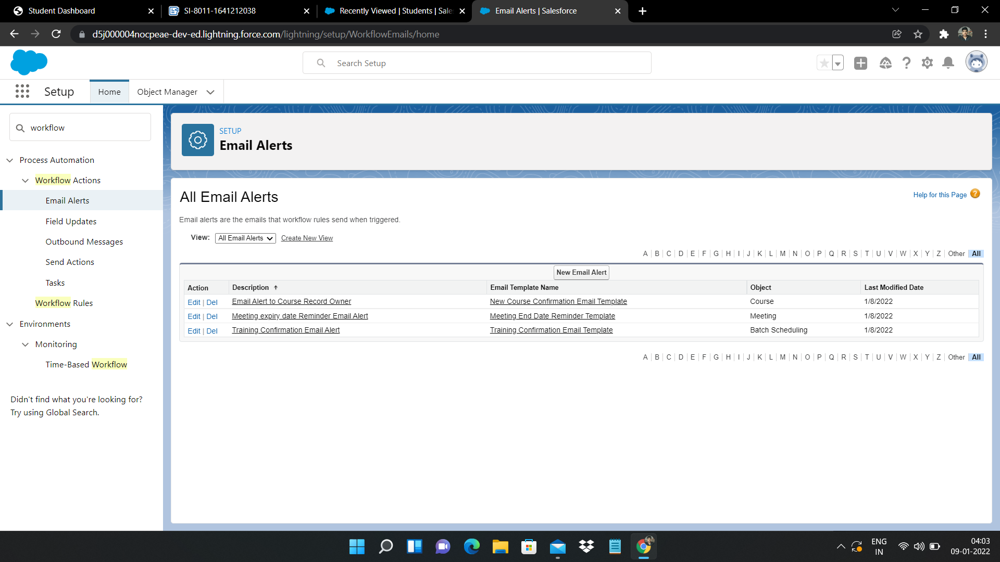 Student Dashboard
SI-8011-1641212038
Recently Viewed | Students | Sale
Email Alerts | Salesforce
d5j000004nocpeae-dev-ed.lightning.force.com/lightning/setup/WorkflowEmails/home
Search Setup
Setup
Home
Object Manager
workflow
Process Automation
Workflow Actions
Email Alerts
Field Updates
Outbound Messages
Send Actions
Tasks
Workflow Rules
Environments
Monitoring
Time-Based Workflow
Didn't find what you're looking for?
Try using Global Search.
SETUP
Email Alerts
All Email Alerts
Help for this Page ?
Email alerts are the emails that workflow rules send when triggered.
View: All Email Alerts Create New View
A | B | C | D | E | F | G | H | I | J | K | L | M | N | O | P | Q | R | S | T | U | V | W | X | Y | Z | Other All
New Email Alert
Action Description Email Template Name Object Last Modified Date
Edit | Del Email Alert to Course Record Owner New Course Confirmation Email Template Course 1/8/2022
Edit | Del Meeting expiry date Reminder Email Alert Meeting End Date Reminder Template Meeting 1/8/2022
Edit | Del Training Confirmation Email Alert Training Confirmation Email Template Batch Scheduling 1/8/2022
A | B | C | D | E | F | G | H | I | J | K | L | M | N | O | P | Q | R | S | T | U | V | W | X | Y | Z | Other All
ENG
IN
04:03
09-01-2022